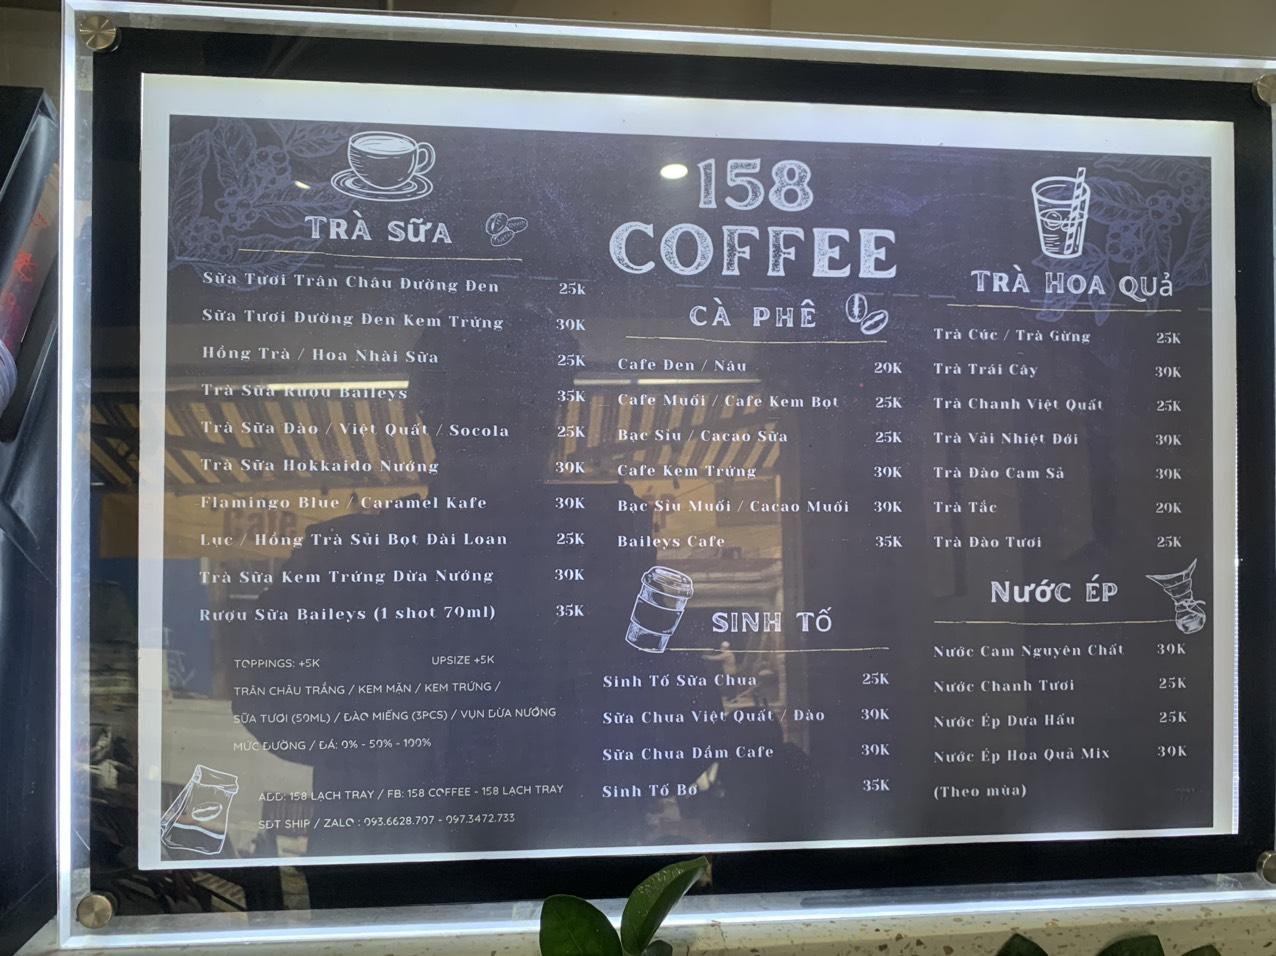 TRÀ SỮA
Sữa Tươi Trân Châu Đường Đen 25K
Sữa Tươi Đường Đen Kem Trứng 30K
Hồng Trà / Hoa Nhài Sữa 25K
Trà Sữa Rượu Baileys 35K
Trà Sữa Đào / Việt Quất / Socola 25K
Trà Sữa Hokkaido Nướng 30K
Flamingo Blue / Caramel Kafe 30K
Lục / Hồng Trà Sủi Bọt Đài Loan 25K
Trà Sữa Kem Trứng Dừa Nướng 30K
Rượu Sữa Baileys (1 shot 70ml) 35K
TOPPINGS: +5K UPSIZE +5K
TRÂN CHÂU TRẮNG / KEM MẶN / KEM TRỨNG /
SỮA TƯƠI (50ML) / ĐÀO MIẾNG (3PCS) / VỤN DỪA NƯỚNG
MỨC ĐƯỜNG / ĐÁ: 0% - 50% - 100%
ADD: 158 LẠCH TRAY / FB: 158 COFFEE - 158 LẠCH TRAY
SĐT SHIP / ZALO : 093.6628.707 - 097.3472.733
158
COFFEE
CÀ PHÊ
Cafe Đen / Nâu 20K
Cafe Muối / Cafe Kem Bọt 25K
Bạc Sỉu / Cacao Sữa 25K
Cafe Kem Trứng 30K
Bạc Sỉu Muối / Cacao Muối 30K
Baileys Cafe 35K
SINH TỐ
Sinh Tố Sữa Chua 25K
Sữa Chua Việt Quất / Đào 30K
Sữa Chua Dầm Cafe 30K
Sinh Tố Bơ 35K
TRÀ HOA QUẢ
Trà Cúc / Trà Gừng 25K
Trà Trái Cây 30K
Trà Chanh Việt Quất 25K
Trà Vải Nhiệt Đới 30K
Trà Đào Cam Sả 30K
Trà Tắc 20K
Trà Đào Tươi 25K
NƯỚC ÉP
Nước Cam Nguyên Chất 30K
Nước Chanh Tươi 25K
Nước Ép Dưa Hấu 25K
Nước Ép Hoa Quả Mix 30K
(Theo mùa)